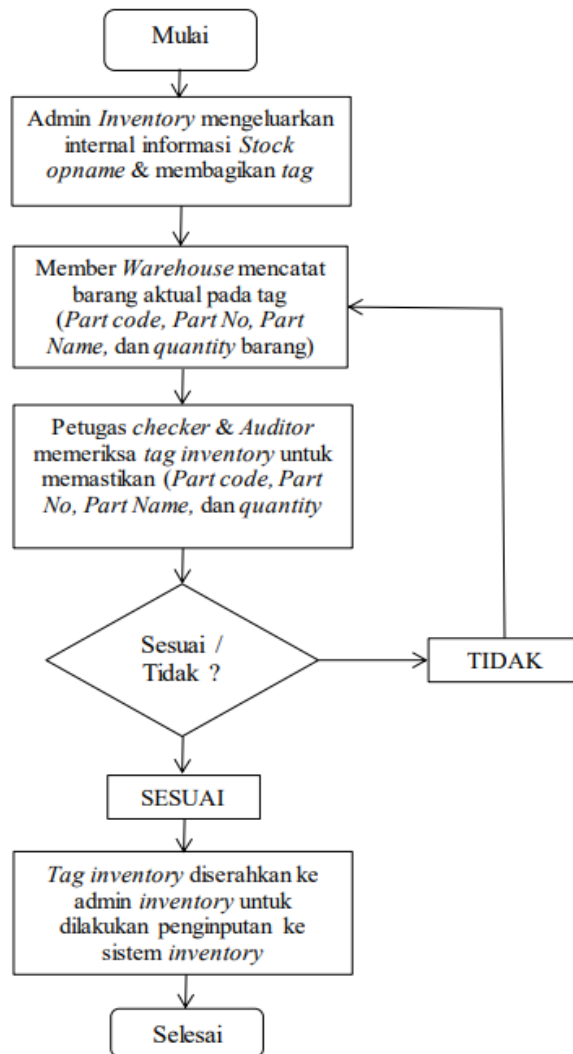 Mulai
Admin Inventory mengeluarkan
internal informasi Stock
opname & membagikan tag
Member Warehouse mencatat
barang aktual pada tag
(Part code, Part No, Part
Name, dan quantity barang)
Petugas checker & Auditor
memeriksa tag inventory untuk
memastikan (Part code, Part
No, Part Name, dan quantity
Sesuai /
Tidak ?
TIDAK
SESUAI
Tag inventory diserahkan ke
admin inventory untuk
dilakukan penginputan ke
sistem inventory
Selesai